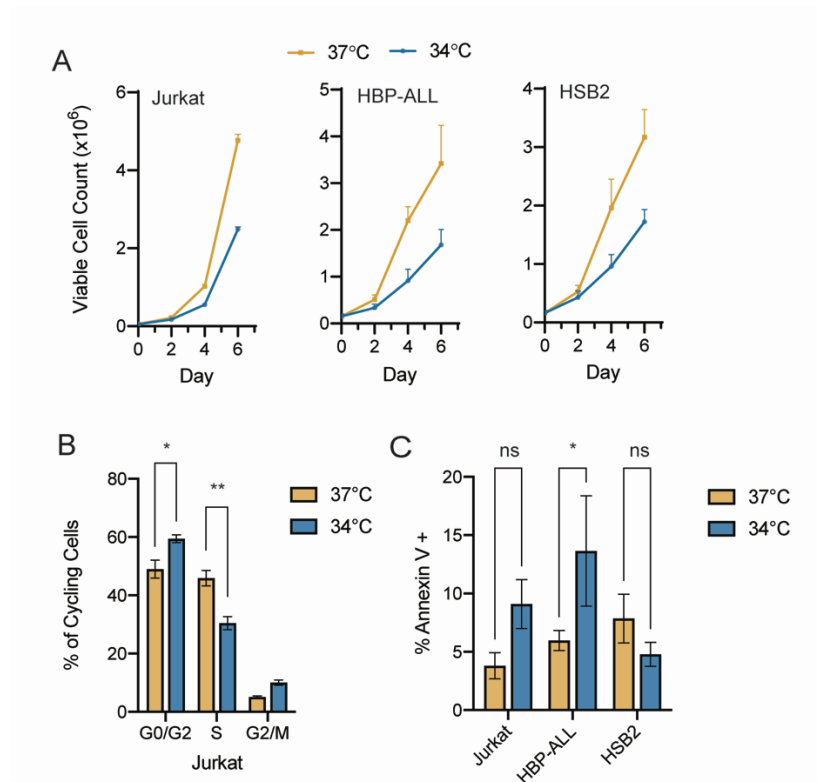 A
37°C 34°C
Jurkat
HBP-ALL
HSB2
Viable Cell Count (x10⁶)
6
4
2
0
0 2 4 6
Day
5
4
3
2
1
0
0 2 4 6
Day
4
3
2
1
0
0 2 4 6
Day
B
*
**
37°C
34°C
% of Cycling Cells
80
60
40
20
0
G0/G2 S G2/M
Jurkat
C
ns * ns
37°C
34°C
% Annexin V +
20
15
10
5
0
Jurkat
HBP-ALL
HSB2